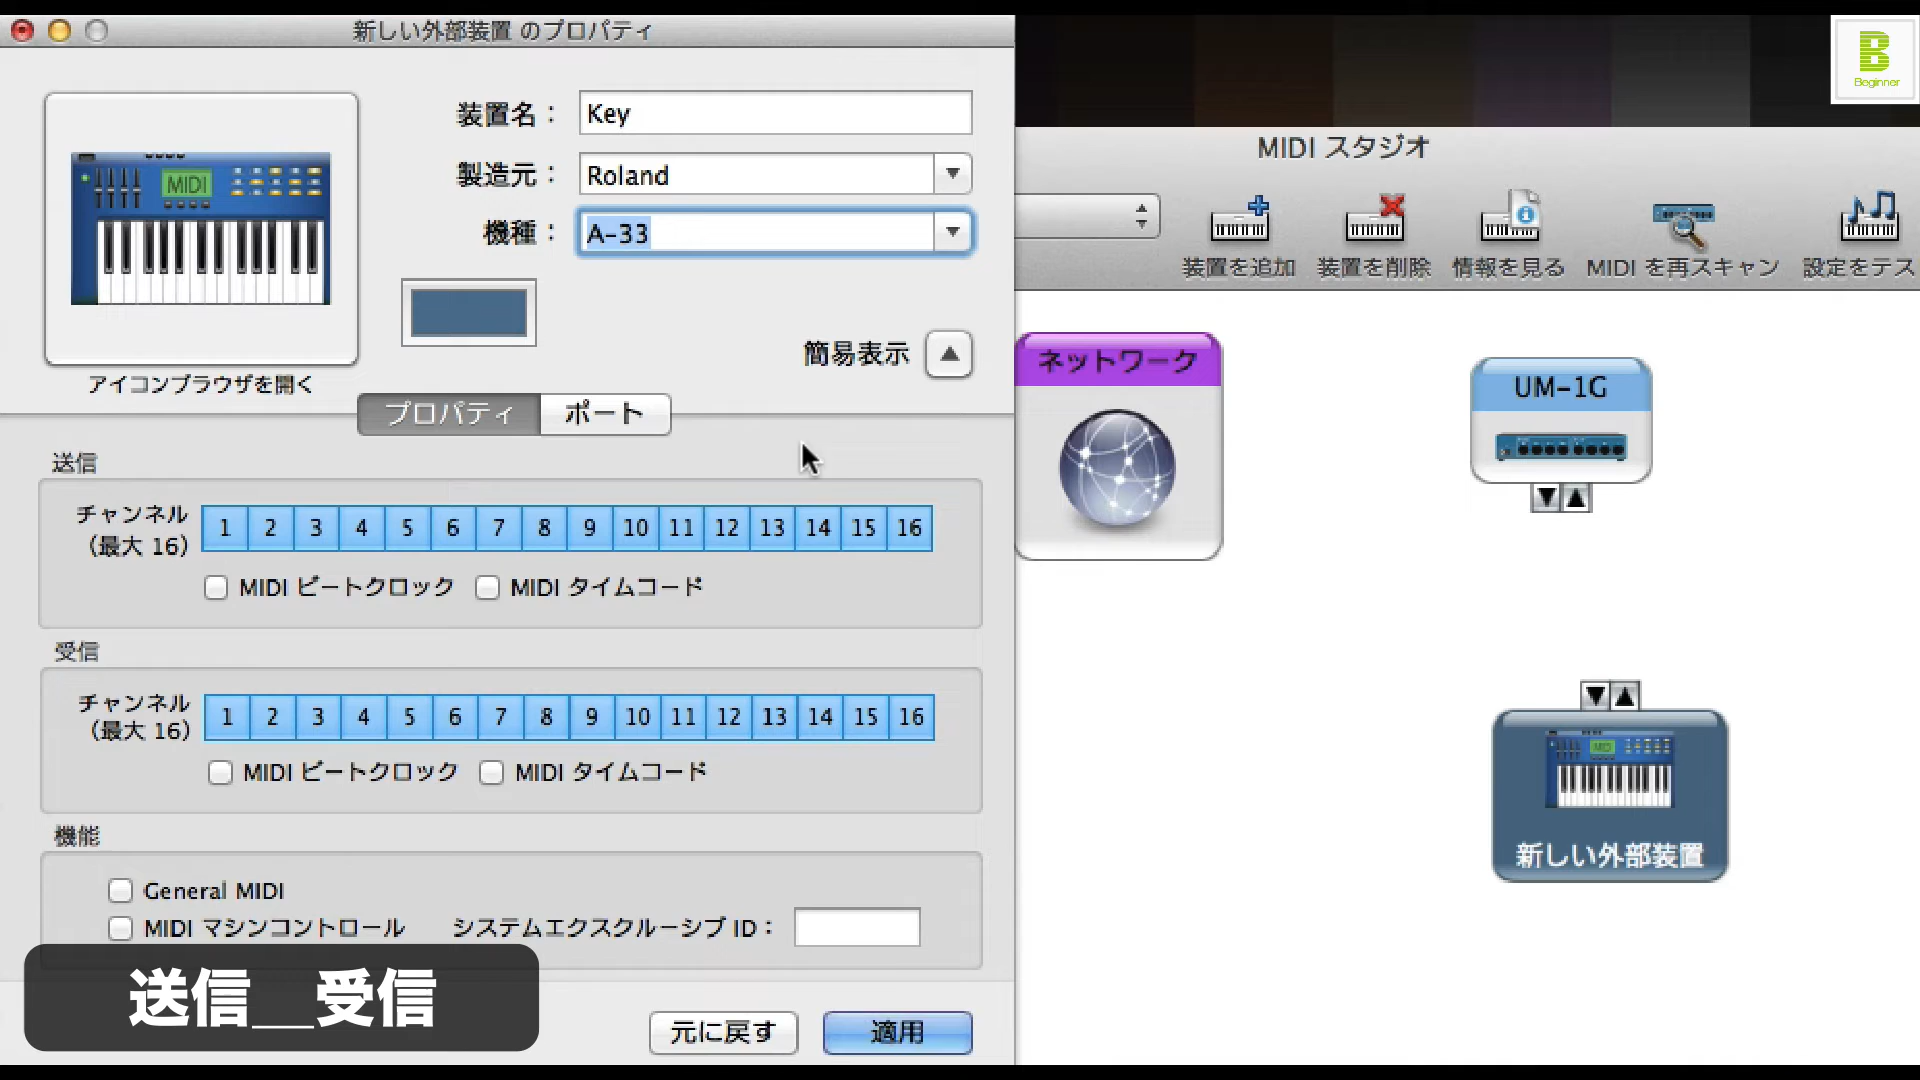 新しい外部装置 のプロパティ
B
Beginner
装置名： Key
製造元： Roland
機種： A-33
MIDI
アイコンブラウザを開く
簡易表示
プロパティ ポート
送信
チャンネル
（最大 16）
1 2 3 4 5 6 7 8 9 10 11 12 13 14 15 16
MIDI ビートクロック MIDI タイムコード
受信
チャンネル
（最大 16）
1 2 3 4 5 6 7 8 9 10 11 12 13 14 15 16
MIDI ビートクロック MIDI タイムコード
機能
General MIDI
MIDI マシンコントロール システムエクスクルーシブ ID：
送信__受信
元に戻す 適用
MIDI スタジオ
装置を追加 装置を削除 情報を見る MIDI を再スキャン 設定をテス
ネットワーク
UM-1G
MIDI
新しい外部装置